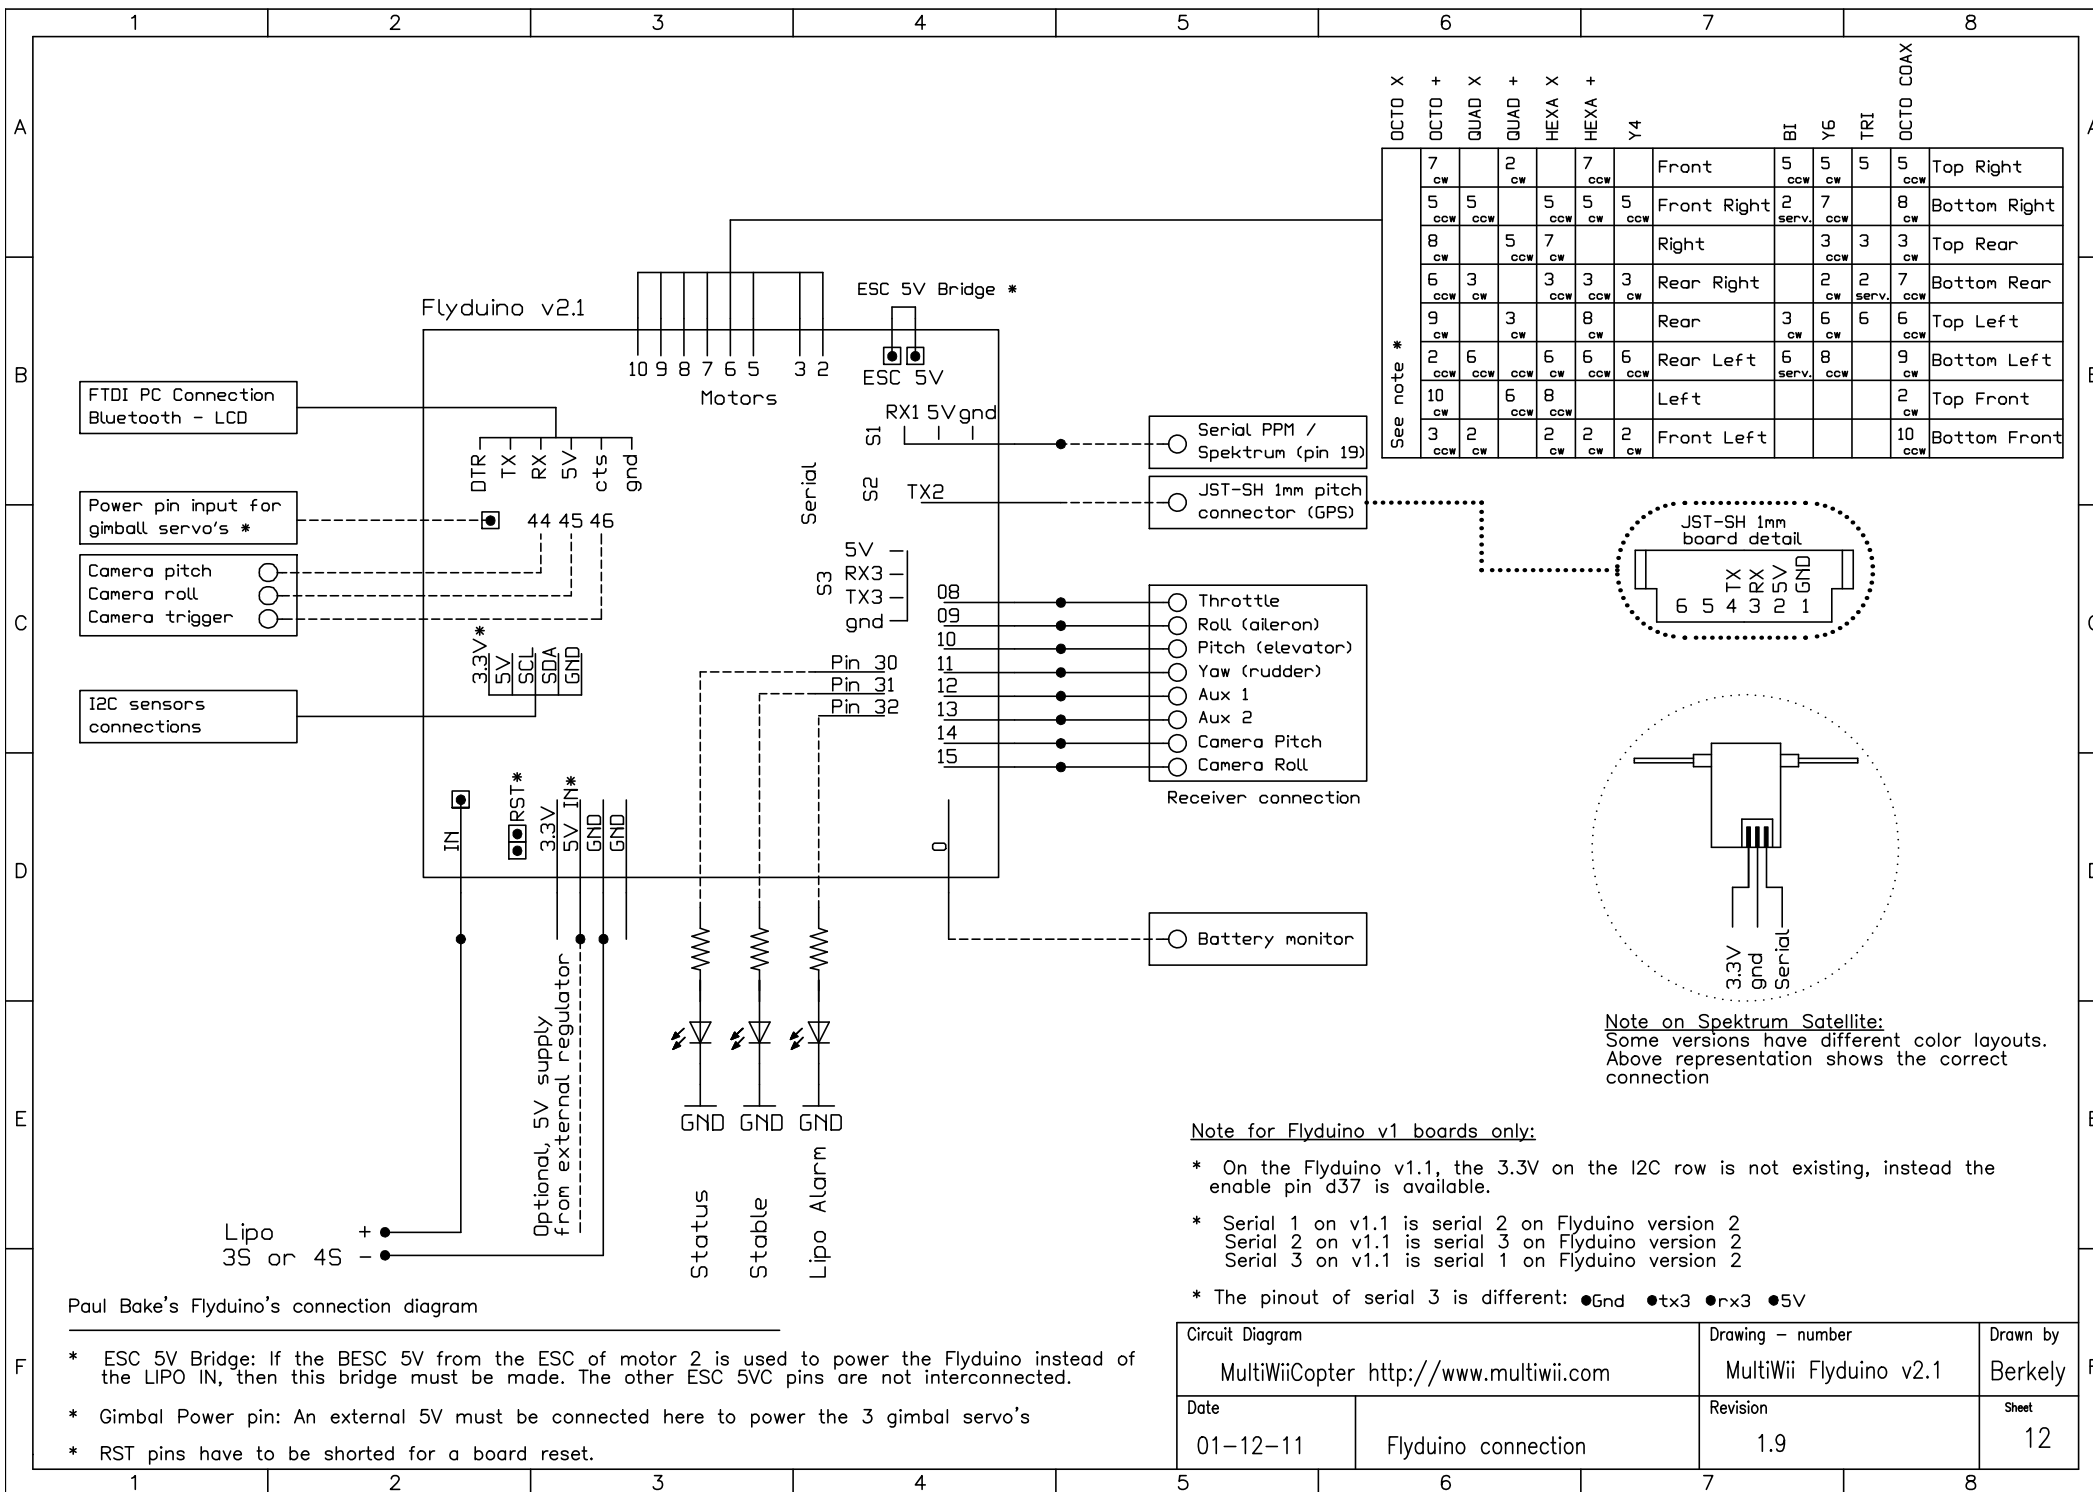 1 2 3 4 5 6 7 8
A
B
C
D
E
F
A
B
C
D
E
F
OCTO X
OCTO +
QUAD X
QUAD +
HEXA X
HEXA +
Y4
BI
Y6
TRI
OCTO COAX
See note *
7 cw 2 cw 7 ccw Front 5 ccw 5 cw 5 5 ccw Top Right
5 ccw 5 ccw 5 ccw 5 cw 5 ccw Front Right 2 serv. 7 ccw 8 cw Bottom Right
8 cw 5 ccw 7 cw Right 3 ccw 3 3 cw Top Rear
6 ccw 3 cw 3 ccw 3 ccw 3 cw Rear Right 2 cw 2 serv. 7 ccw Bottom Rear
9 cw 3 cw 8 cw Rear 3 cw 6 cw 6 6 ccw Top Left
2 ccw 6 ccw ccw 6 cw 6 ccw 6 ccw Rear Left 6 serv. 8 ccw 9 cw Bottom Left
10 cw 6 ccw 8 ccw Left 2 cw Top Front
3 ccw 2 cw 2 cw 2 cw 2 cw Front Left 10 ccw Bottom Front
Flyduino v2.1
ESC 5V Bridge *
10 9 8 7 6 5 3 2
Motors
ESC 5V
FTDI PC Connection
Bluetooth - LCD
DTR
TX
RX
5V
cts
gnd
Power pin input for
gimball servo's *
44 45 46
Camera pitch
Camera roll
Camera trigger
3.3V*
5V
SCL
SDA
GND
I2C sensors
connections
Serial
S1
RX1 5V gnd
S2
TX2
S3
5V
RX3
TX3
gnd
Serial PPM /
Spektrum (pin 19)
JST-SH 1mm pitch
connector (GPS)
JST-SH 1mm
board detail
TX
RX
5V
GND
6 5 4 3 2 1
08 Throttle
09 Roll (aileron)
10 Pitch (elevator)
11 Yaw (rudder)
12 Aux 1
13 Aux 2
14 Camera Pitch
15 Camera Roll
Receiver connection
Pin 30
Pin 31
Pin 32
IN
RST*
3.3V
5V IN*
GND
GND
0
Battery monitor
Optional, 5V supply
from external regulator
GND GND GND
Status
Stable
Lipo Alarm
Lipo +
3S or 4S -
3.3V
gnd
Serial
Note on Spektrum Satellite:
Some versions have different color layouts.
Above representation shows the correct
connection
Note for Flyduino v1 boards only:
* On the Flyduino v1.1, the 3.3V on the I2C row is not existing, instead the
enable pin d37 is available.
* Serial 1 on v1.1 is serial 2 on Flyduino version 2
Serial 2 on v1.1 is serial 3 on Flyduino version 2
Serial 3 on v1.1 is serial 1 on Flyduino version 2
* The pinout of serial 3 is different: ●Gnd ●tx3 ●rx3 ●5V
Paul Bake's Flyduino's connection diagram
* ESC 5V Bridge: If the BESC 5V from the ESC of motor 2 is used to power the Flyduino instead of
the LIPO IN, then this bridge must be made. The other ESC 5VC pins are not interconnected.
* Gimbal Power pin: An external 5V must be connected here to power the 3 gimbal servo's
* RST pins have to be shorted for a board reset.
Circuit Diagram
MultiWiiCopter http://www.multiwii.com
Drawing - number
MultiWii Flyduino v2.1
Drawn by
Berkely
Date
01-12-11
Flyduino connection
Revision
1.9
Sheet
12
1 2 3 4 5 6 7 8